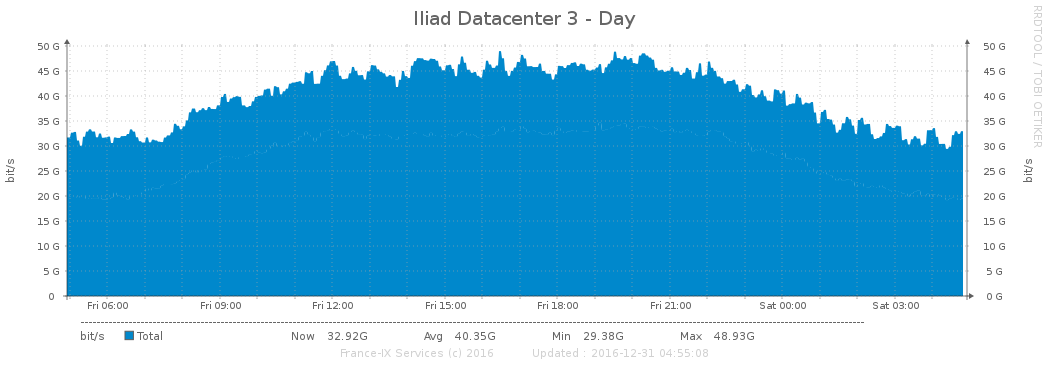 Iliad Datacenter 3 - Day
RRDTOOL / TOBI OETIKER
50 G 50 G
45 G 45 G
40 G 40 G
35 G 35 G
30 G 30 G
25 G 25 G
20 G 20 G
15 G 15 G
10 G 10 G
5 G 5 G
0 0 G
bit/s bit/s
Fri 06:00 Fri 09:00 Fri 12:00 Fri 15:00 Fri 18:00 Fri 21:00 Sat 00:00 Sat 03:00
bit/s Total Now 32.92G Avg 40.35G Min 29.38G Max 48.93G
France-IX Services (c) 2016 Updated : 2016-12-31 04:55:08